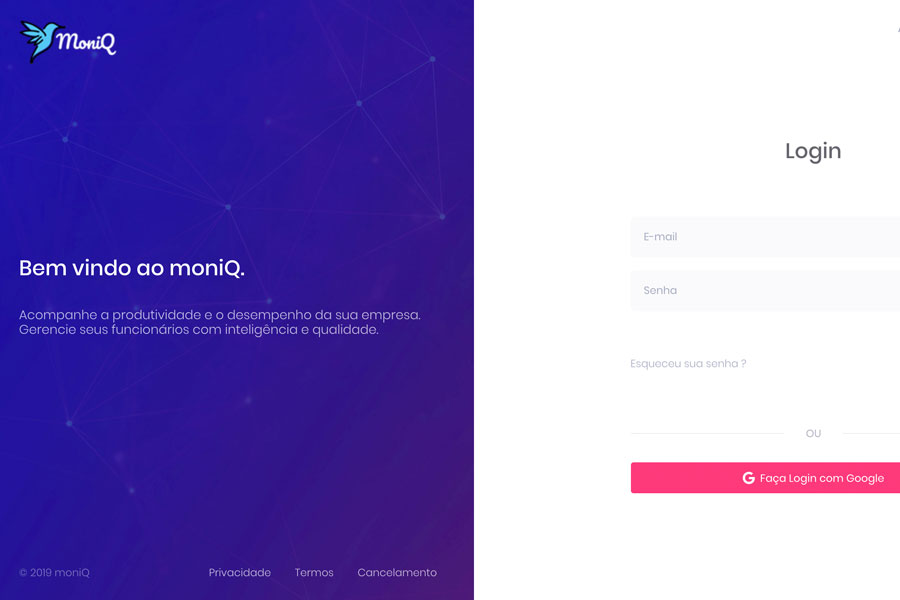 MoniQ
Bem vindo ao moniQ.
Acompanhe a produtividade e o desempenho da sua empresa.
Gerencie seus funcionários com inteligência e qualidade.
© 2019 moniQ
Privacidade
Termos
Cancelamento
Login
E-mail
Senha
Esqueceu sua senha ?
OU
Faça Login com Google